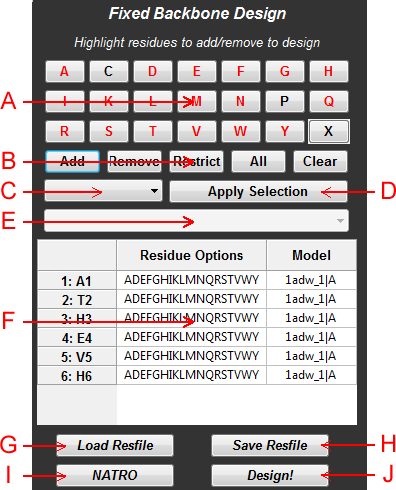 Fixed Backbone Design
Highlight residues to add/remove to design
A C D E F G H
A I K L M N P Q
R S T V W Y X
B Add Remove Restrict All Clear
C Apply Selection D
E
Residue Options Model
1: A1 ADEFGHIKLMNQRSTVWY 1adw_1|A
2: T2 ADEFGHIKLMNQRSTVWY 1adw_1|A
F 3: H3 ADEFGHIKLMNQRSTVWY 1adw_1|A
4: E4 ADEFGHIKLMNQRSTVWY 1adw_1|A
5: V5 ADEFGHIKLMNQRSTVWY 1adw_1|A
6: H6 ADEFGHIKLMNQRSTVWY 1adw_1|A
G Load Resfile Save Resfile H
I NATRO Design! J